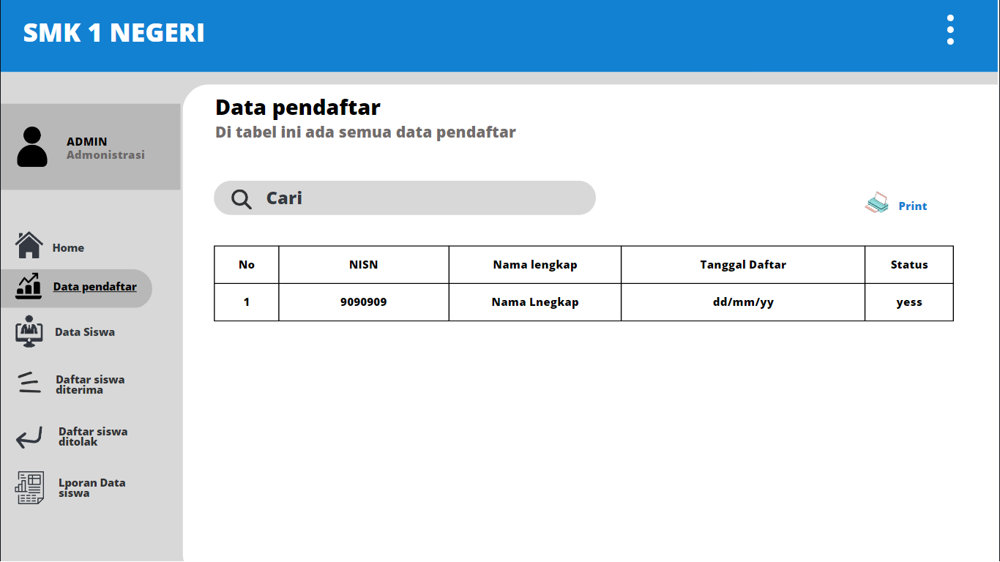 SMK 1 NEGERI
ADMIN
Admonistrasi
Home
Data pendaftar
Data Siswa
Daftar siswa
diterima
Daftar siswa
ditolak
Lporan Data
siswa
Data pendaftar
Di tabel ini ada semua data pendaftar
Cari
Print
No NISN Nama lengkap Tanggal Daftar Status
1 9090909 Nama Lnegkap dd/mm/yy yess